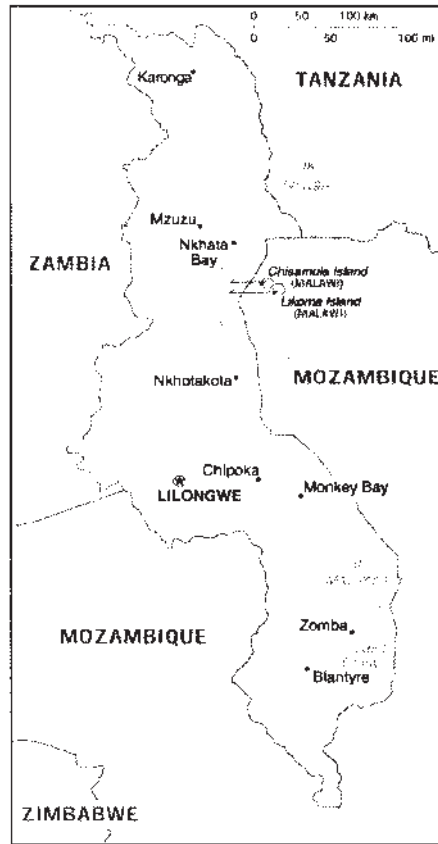 0 50 100 km
0 50 100 mi
Karonga
TANZANIA
Mzuzu
Nkhata
Bay
ZAMBIA
Chisamula Island
(MALAWI)
Likoma Island
(MALAWI)
Nkhotakota
MOZAMBIQUE
Chipoka
LILONGWE
Monkey Bay
Zomba
MOZAMBIQUE
Blantyre
ZIMBABWE